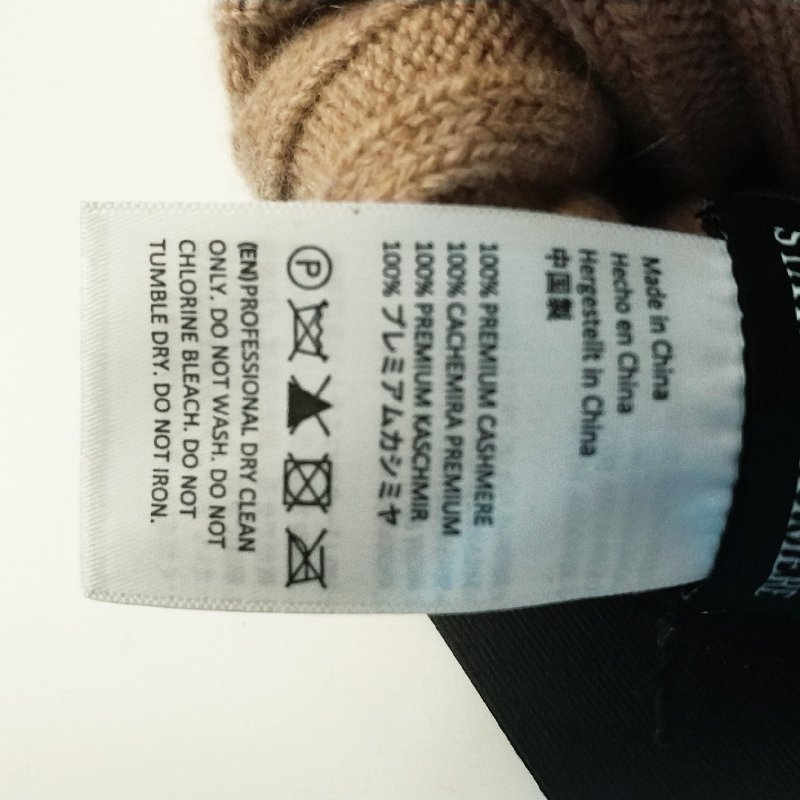 Made in China
Hecho en China
Hergestellt in China
中国製
100% PREMIUM CASHMERE
100% CACHEMIRA PREMIUM
100% PREMIUM KASCHMIR
100% プレミアムカシミヤ
P
(EN)PROFESSIONAL DRY CLEAN
ONLY. DO NOT WASH. DO NOT
CHLORINE BLEACH. DO NOT
TUMBLE DRY. DO NOT IRON.